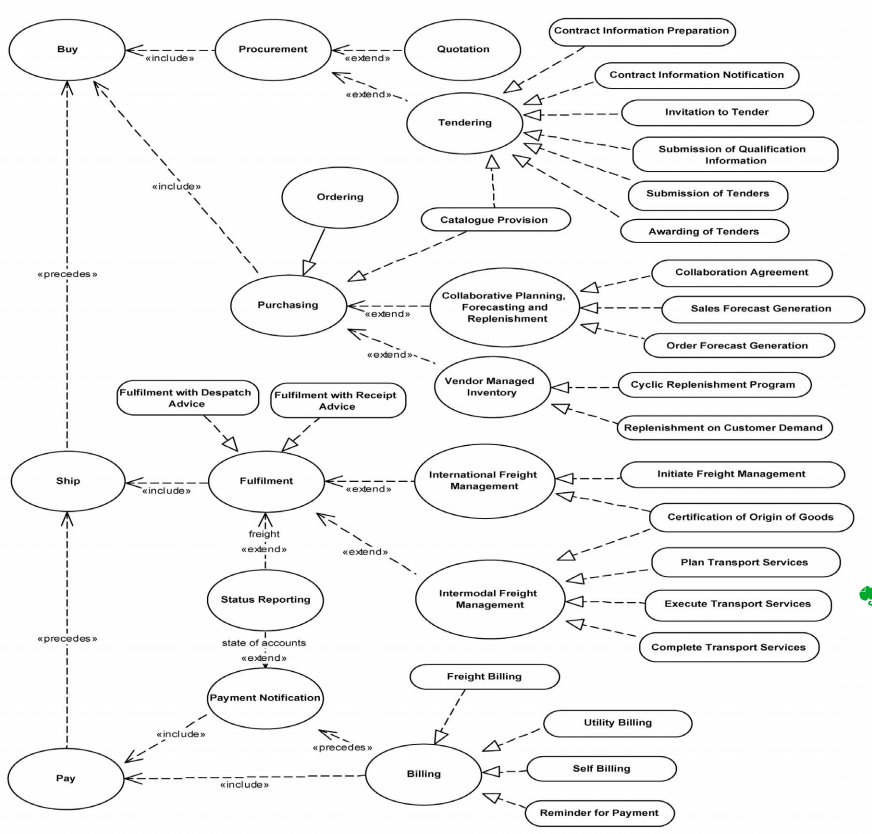 Contract Information Preparation
Buy
«include»
Procurement
«extend»
Quotation
Contract Information Notification
«extend»
Tendering
Invitation to Tender
Submission of Qualification
Information
Submission of Tenders
Awarding of Tenders
«include»
Ordering
Catalogue Provision
«precedes»
Collaboration Agreement
Purchasing
«extend»
Collaborative Planning,
Forecasting and
Replenishment
Sales Forecast Generation
Order Forecast Generation
«extend»
Vendor Managed
Inventory
Cyclic Replenishment Program
Replenishment on Customer Demand
Fulfilment with Despatch
Advice
Fulfilment with Receipt
Advice
Ship
«include»
Fulfilment
«extend»
International Freight
Management
Initiate Freight Management
Certification of Origin of Goods
freight
«extend»
«extend»
Plan Transport Services
Status Reporting
Intermodal Freight
Management
Execute Transport Services
Complete Transport Services
«precedes»
state of accounts
«extend»
Freight Billing
Payment Notification
Utility Billing
«include»
«precedes»
Pay
«include»
Billing
Self Billing
Reminder for Payment